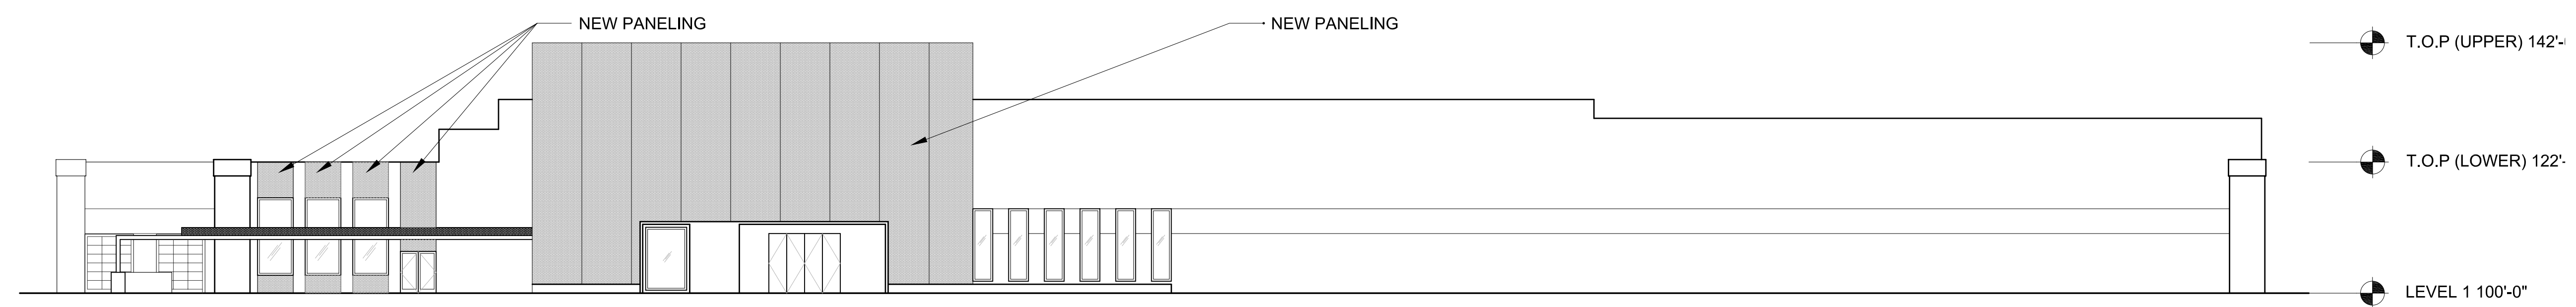 NEW PANELING
NEW PANELING
T.O.P (UPPER) 142'-
T.O.P (LOWER) 122'-
LEVEL 1 100'-0"